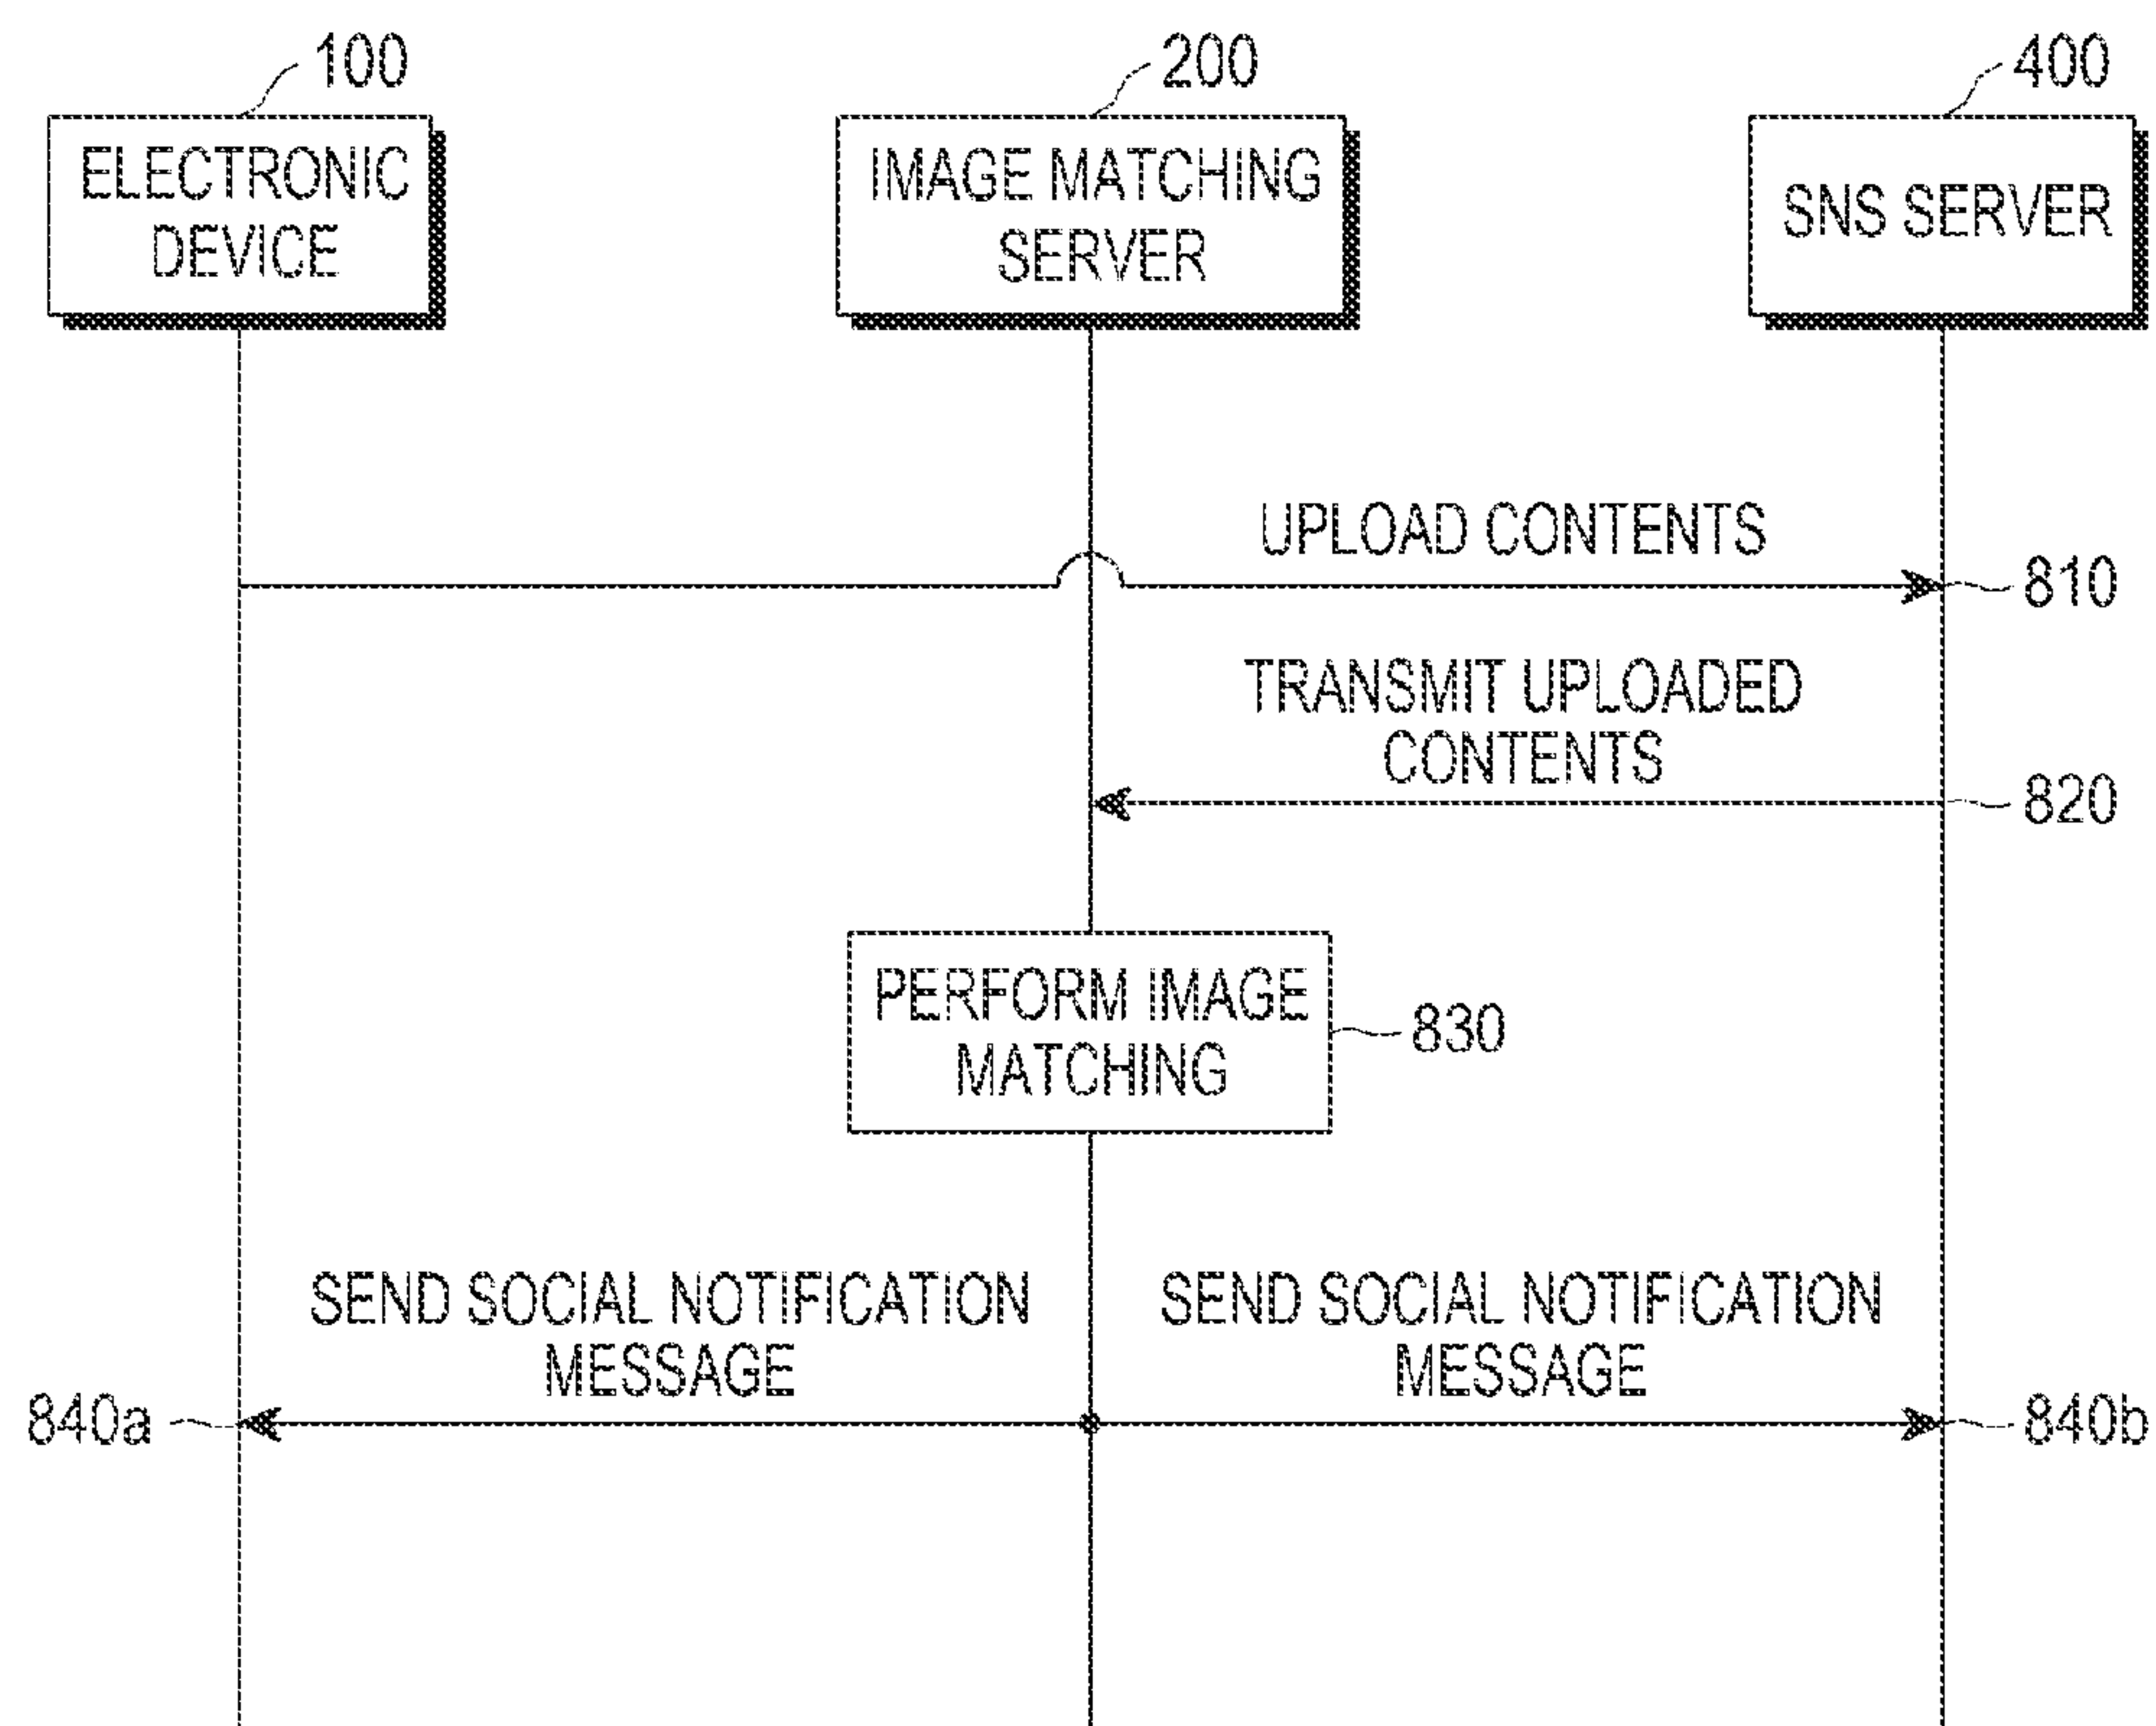 100
200
400
ELECTRONIC
DEVICE
IMAGE MATCHING
SERVER
SNS SERVER
UPLOAD CONTENTS
810
TRANSMIT UPLOADED
CONTENTS
820
PERFORM IMAGE
MATCHING
830
SEND SOCIAL NOTIFICATION
MESSAGE
SEND SOCIAL NOTIFICATION
MESSAGE
840a
840b